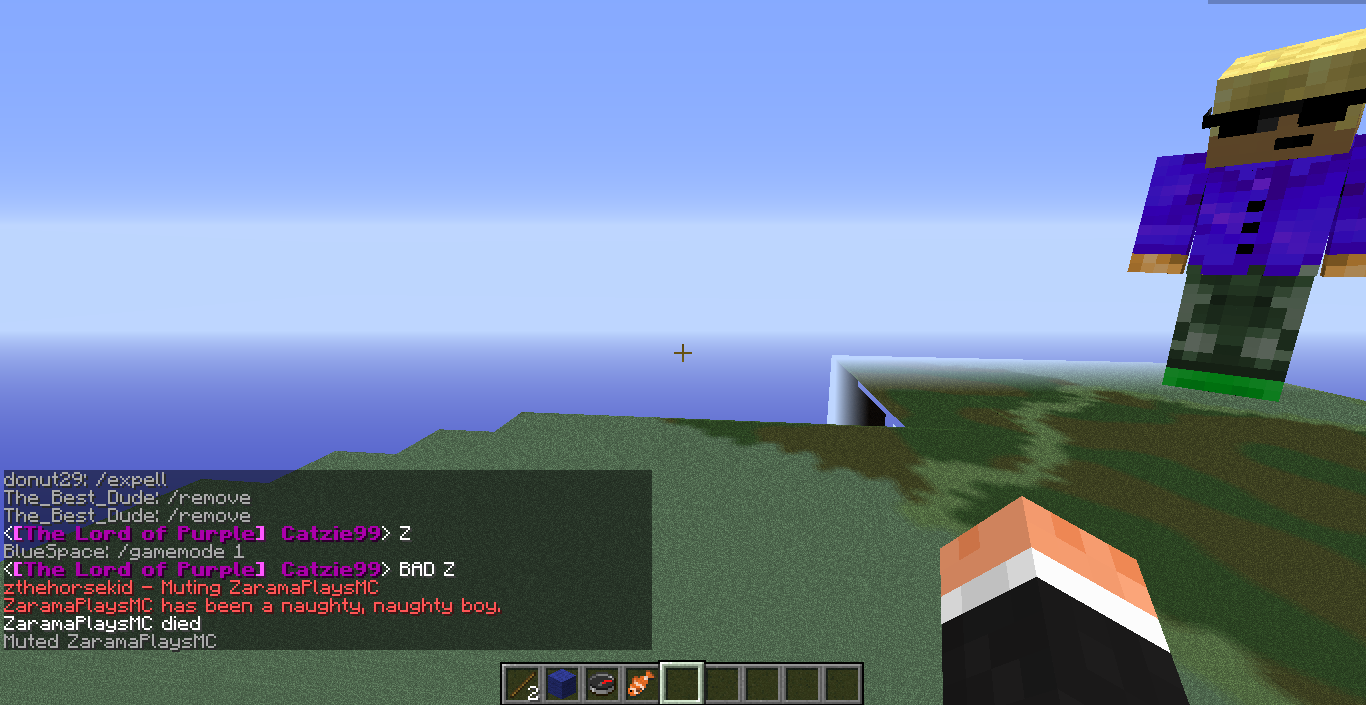 donut29: /expell
The_Best_Dude: /remove
The_Best_Dude: /remove
<[The Lord of Purple] Catzie99> Z
BlueSpace: /gamemode 1
<[The Lord of Purple] Catzie99> BAD Z
zthehorsekid - Muting ZaramaPlaysMC
ZaramaPlaysMC has been a naughty, naughty boy.
ZaramaPlaysMC died
Muted ZaramaPlaysMC
2